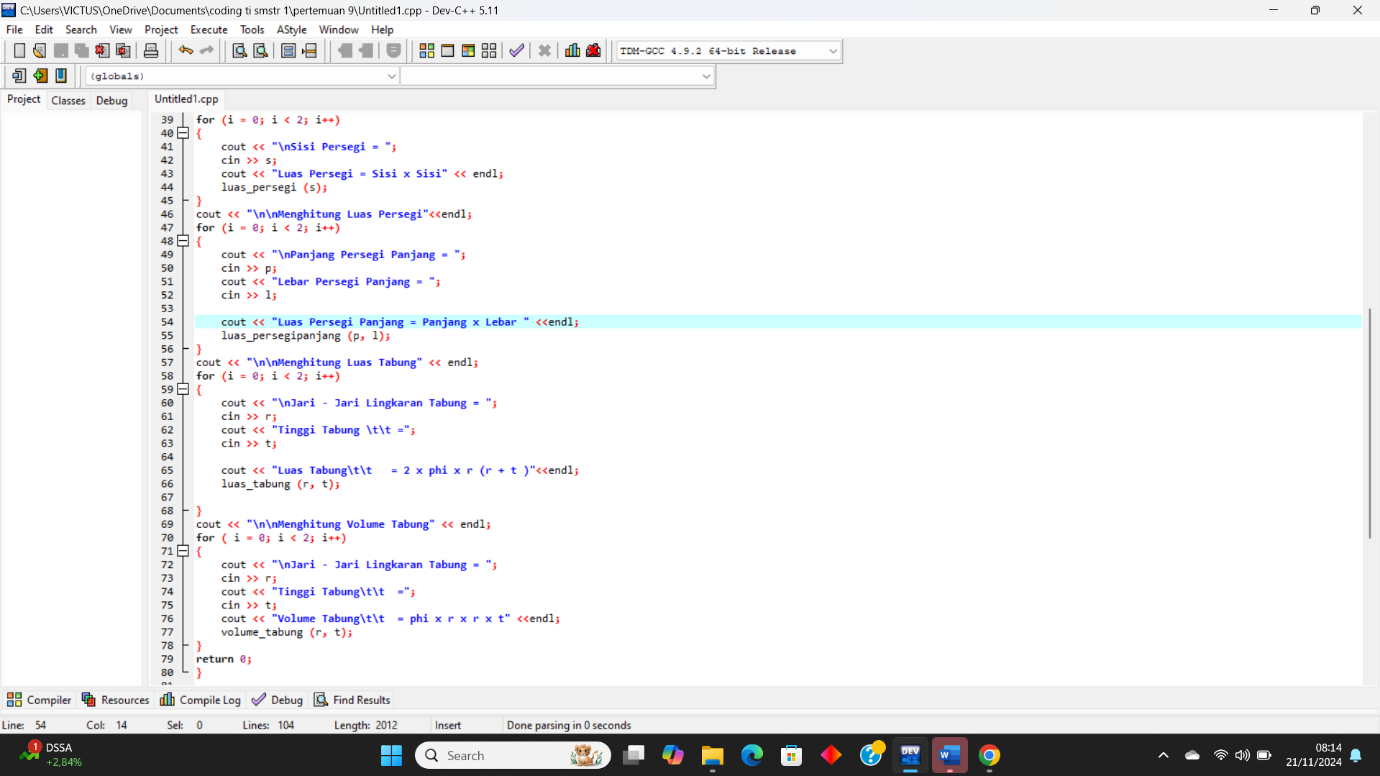 C:\Users\VICTUS\OneDrive\Documents\coding ti smstr 1\pertemuan 9\Untitled1.cpp - Dev-C++ 5.11
File Edit Search View Project Execute Tools AStyle Window Help
TDM-GCC 4.9.2 64-bit Release
(globals)
Project Classes Debug Untitled1.cpp
39 for (i = 0; i < 2; i++)
40 {
41 cout << "\nSisi Persegi = ";
42 cin >> s;
43 cout << "Luas Persegi = Sisi x Sisi" << endl;
44 luas_persegi (s);
45 }
46 cout << "\n\nMenghitung Luas Persegi"<<endl;
47 for (i = 0; i < 2; i++)
48 {
49 cout << "\nPanjang Persegi Panjang = ";
50 cin >> p;
51 cout << "Lebar Persegi Panjang = ";
52 cin >> l;
53
54 cout << "Luas Persegi Panjang = Panjang x Lebar " <<endl;
55 luas_persegipanjang (p, l);
56 }
57 cout << "\n\nMenghitung Luas Tabung" << endl;
58 for (i = 0; i < 2; i++)
59 {
60 cout << "\nJari - Jari Lingkaran Tabung = ";
61 cin >> r;
62 cout << "Tinggi Tabung \t\t =";
63 cin >> t;
64
65 cout << "Luas Tabung\t\t   = 2 x phi x r (r + t )"<<endl;
66 luas_tabung (r, t);
67
68 }
69 cout << "\n\nMenghitung Volume Tabung" << endl;
70 for ( i = 0; i < 2; i++)
71 {
72 cout << "\nJari - Jari Lingkaran Tabung = ";
73 cin >> r;
74 cout << "Tinggi Tabung\t\t  =";
75 cin >> t;
76 cout << "Volume Tabung\t\t  = phi x r x r x t" <<endl;
77 volume_tabung (r, t);
78 }
79 return 0;
80 }
Compiler Resources Compile Log Debug Find Results
Line: 54 Col: 14 Sel: 0 Lines: 104 Length: 2012 Insert Done parsing in 0 seconds
1 DSSA
+2,84%
Search
DEV
W
08:14
21/11/2024